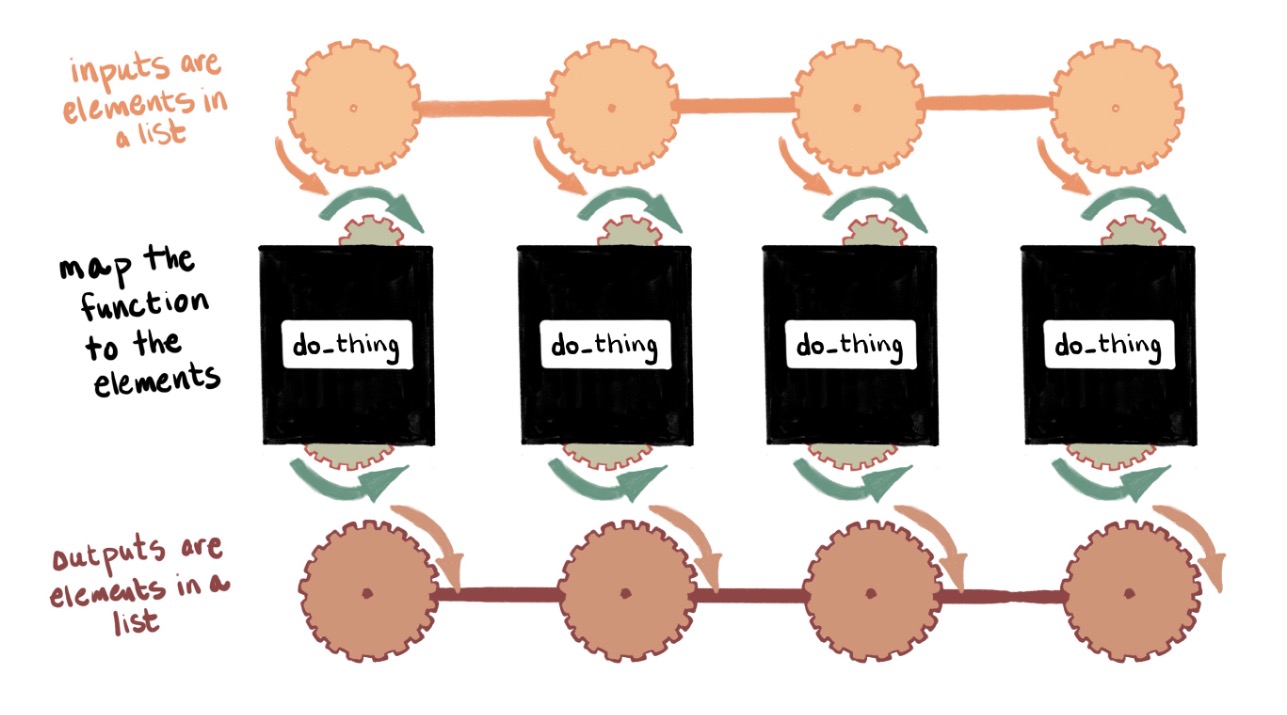 inputs are
elements in
a list
map the
function
to the
elements
do_thing
do_thing
do_thing
do_thing
outputs are
elements in a
list